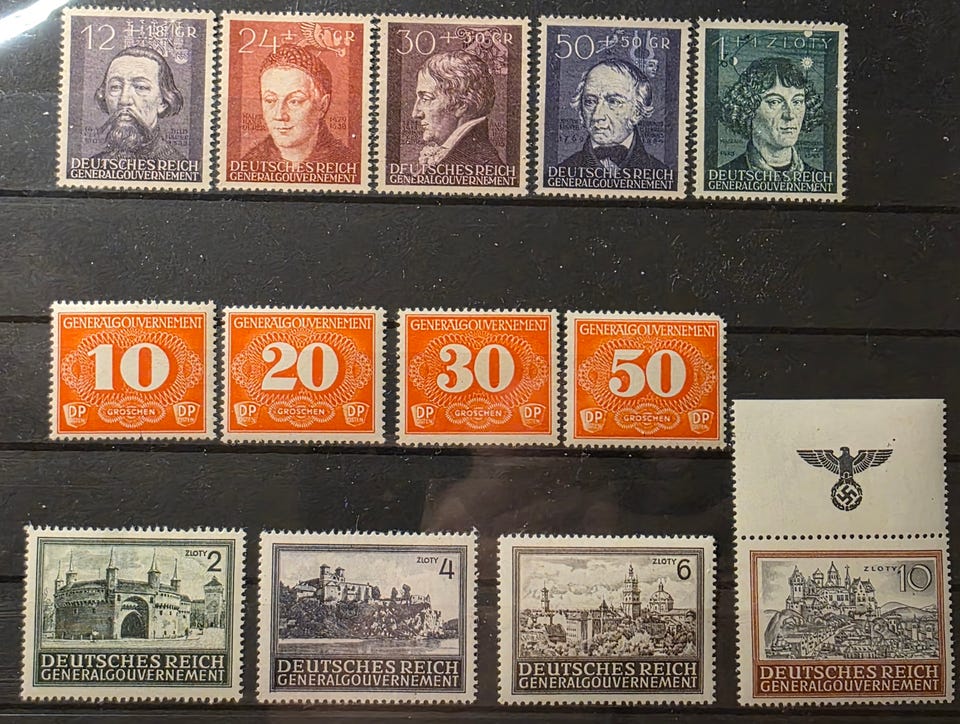 12 + 18 GR
DEUTSCHES REICH
GENERALGOUVERNEMENT
24 + GR
DEUTSCHES REICH
GENERALGOUVERNEMENT
30 + 30 GR
DEUTSCHES REICH
GENERALGOUVERNEMENT
50 + 50 GR
DEUTSCHES REICH
GENERALGOUVERNEMENT
1 + 1 ZLOTY
DEUTSCHES REICH
GENERALGOUVERNEMENT
GENERALGOUVERNEMENT
10
DP GROSCHEN DP
GENERALGOUVERNEMENT
20
DP GROSCHEN DP
GENERALGOUVERNEMENT
30
DP GROSCHEN DP
GENERALGOUVERNEMENT
50
DP GROSCHEN DP
ZLOTY 2
DEUTSCHES REICH
GENERALGOUVERNEMENT
ZLOTY 4
DEUTSCHES REICH
GENERALGOUVERNEMENT
ZLOTY 6
DEUTSCHES REICH
GENERALGOUVERNEMENT
ZLOTY 10
DEUTSCHES REICH
GENERALGOUVERNEMENT